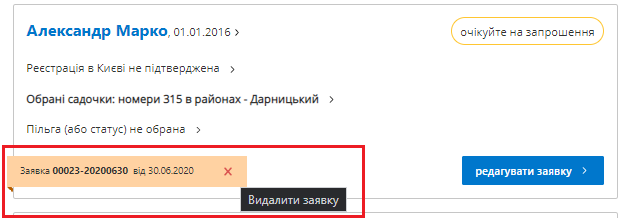 Александр Марко, 01.01.2016
очікуйте на запрошення
Реєстрація в Києві не підтверджена
Обрані садочки: номери 315 в районах - Дарницький
Пільга (або статус) не обрана
Заявка 00023-20200630 від 30.06.2020
редагувати заявку
Видалити заявку